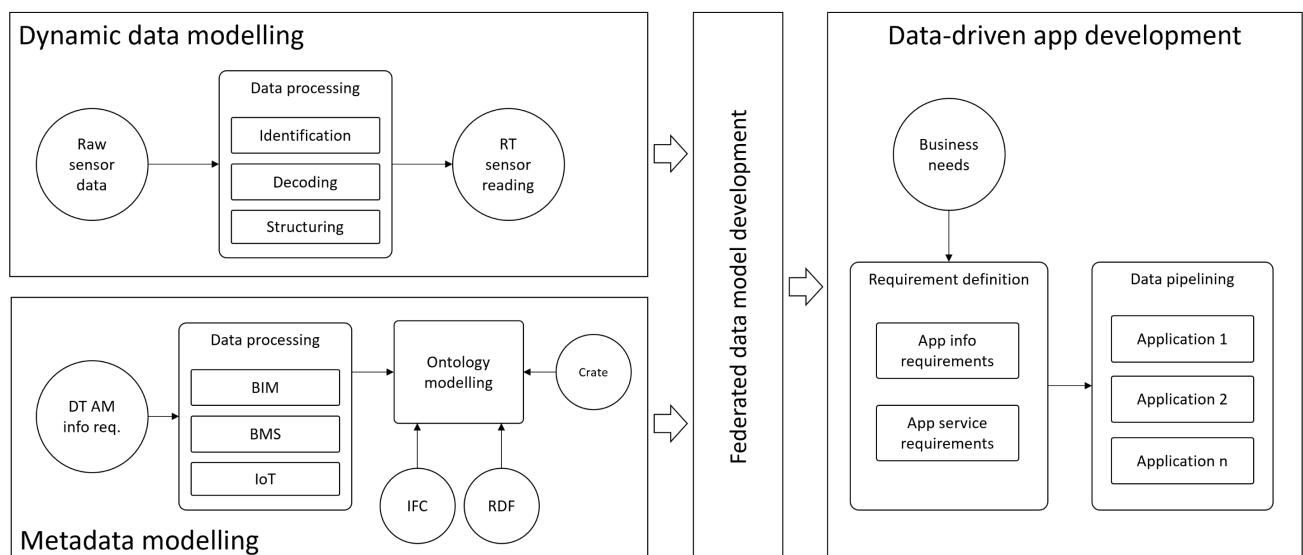 Dynamic data modelling
Data processing
Raw
sensor
data
Identification
Decoding
Structuring
RT
sensor
reading
Metadata modelling
DT AM
info req.
Data processing
BIM
BMS
IoT
Ontology
modelling
Crate
IFC
RDF
Federated data model development
Data-driven app development
Business
needs
Requirement definition
App info
requirements
App service
requirements
Data pipelining
Application 1
Application 2
Application n